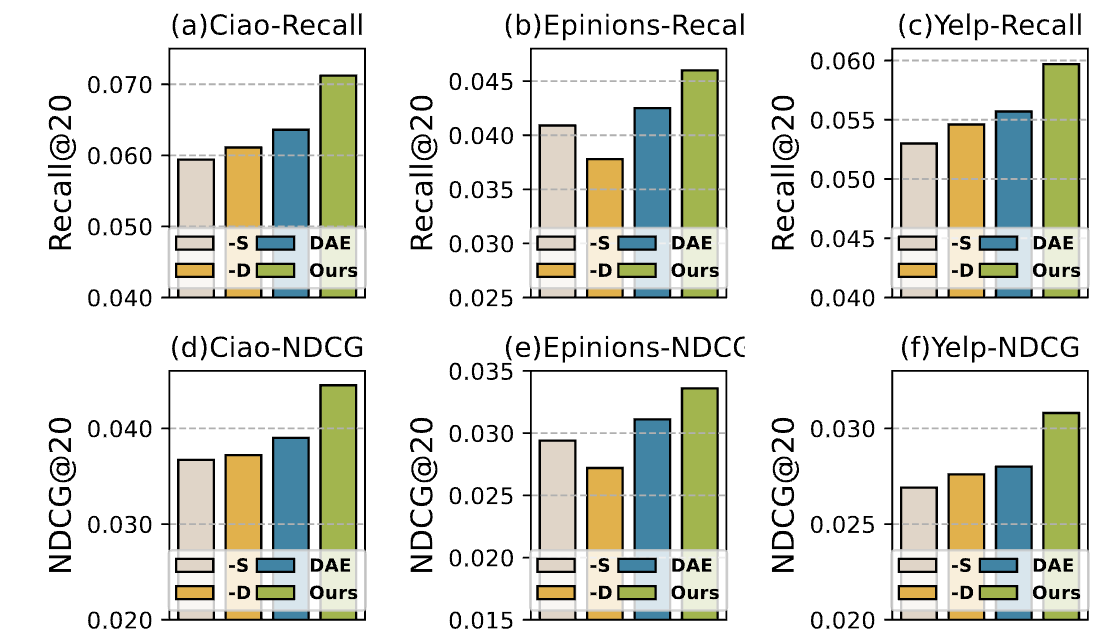 (a)Ciao-Recall
Recall@20
0.070
0.060
0.050
0.040
-S DAE
-D Ours
(b)Epinions-Recal
Recall@20
0.045
0.040
0.035
0.030
0.025
-S DAE
-D Ours
(c)Yelp-Recall
Recall@20
0.060
0.055
0.050
0.045
0.040
-S DAE
-D Ours
(d)Ciao-NDCG
NDCG@20
0.040
0.030
0.020
-S DAE
-D Ours
(e)Epinions-NDCG
NDCG@20
0.035
0.030
0.025
0.020
0.015
-S DAE
-D Ours
(f)Yelp-NDCG
NDCG@20
0.030
0.025
0.020
-S DAE
-D Ours